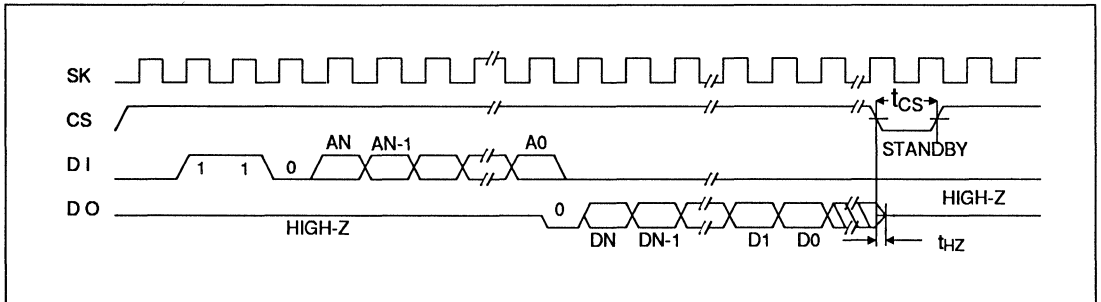 SK
CS
tCS
STANDBY
DI
1 1 0 AN AN-1 A0
DO
HIGH-Z
0 DN DN-1 D1 D0
HIGH-Z
tHZ